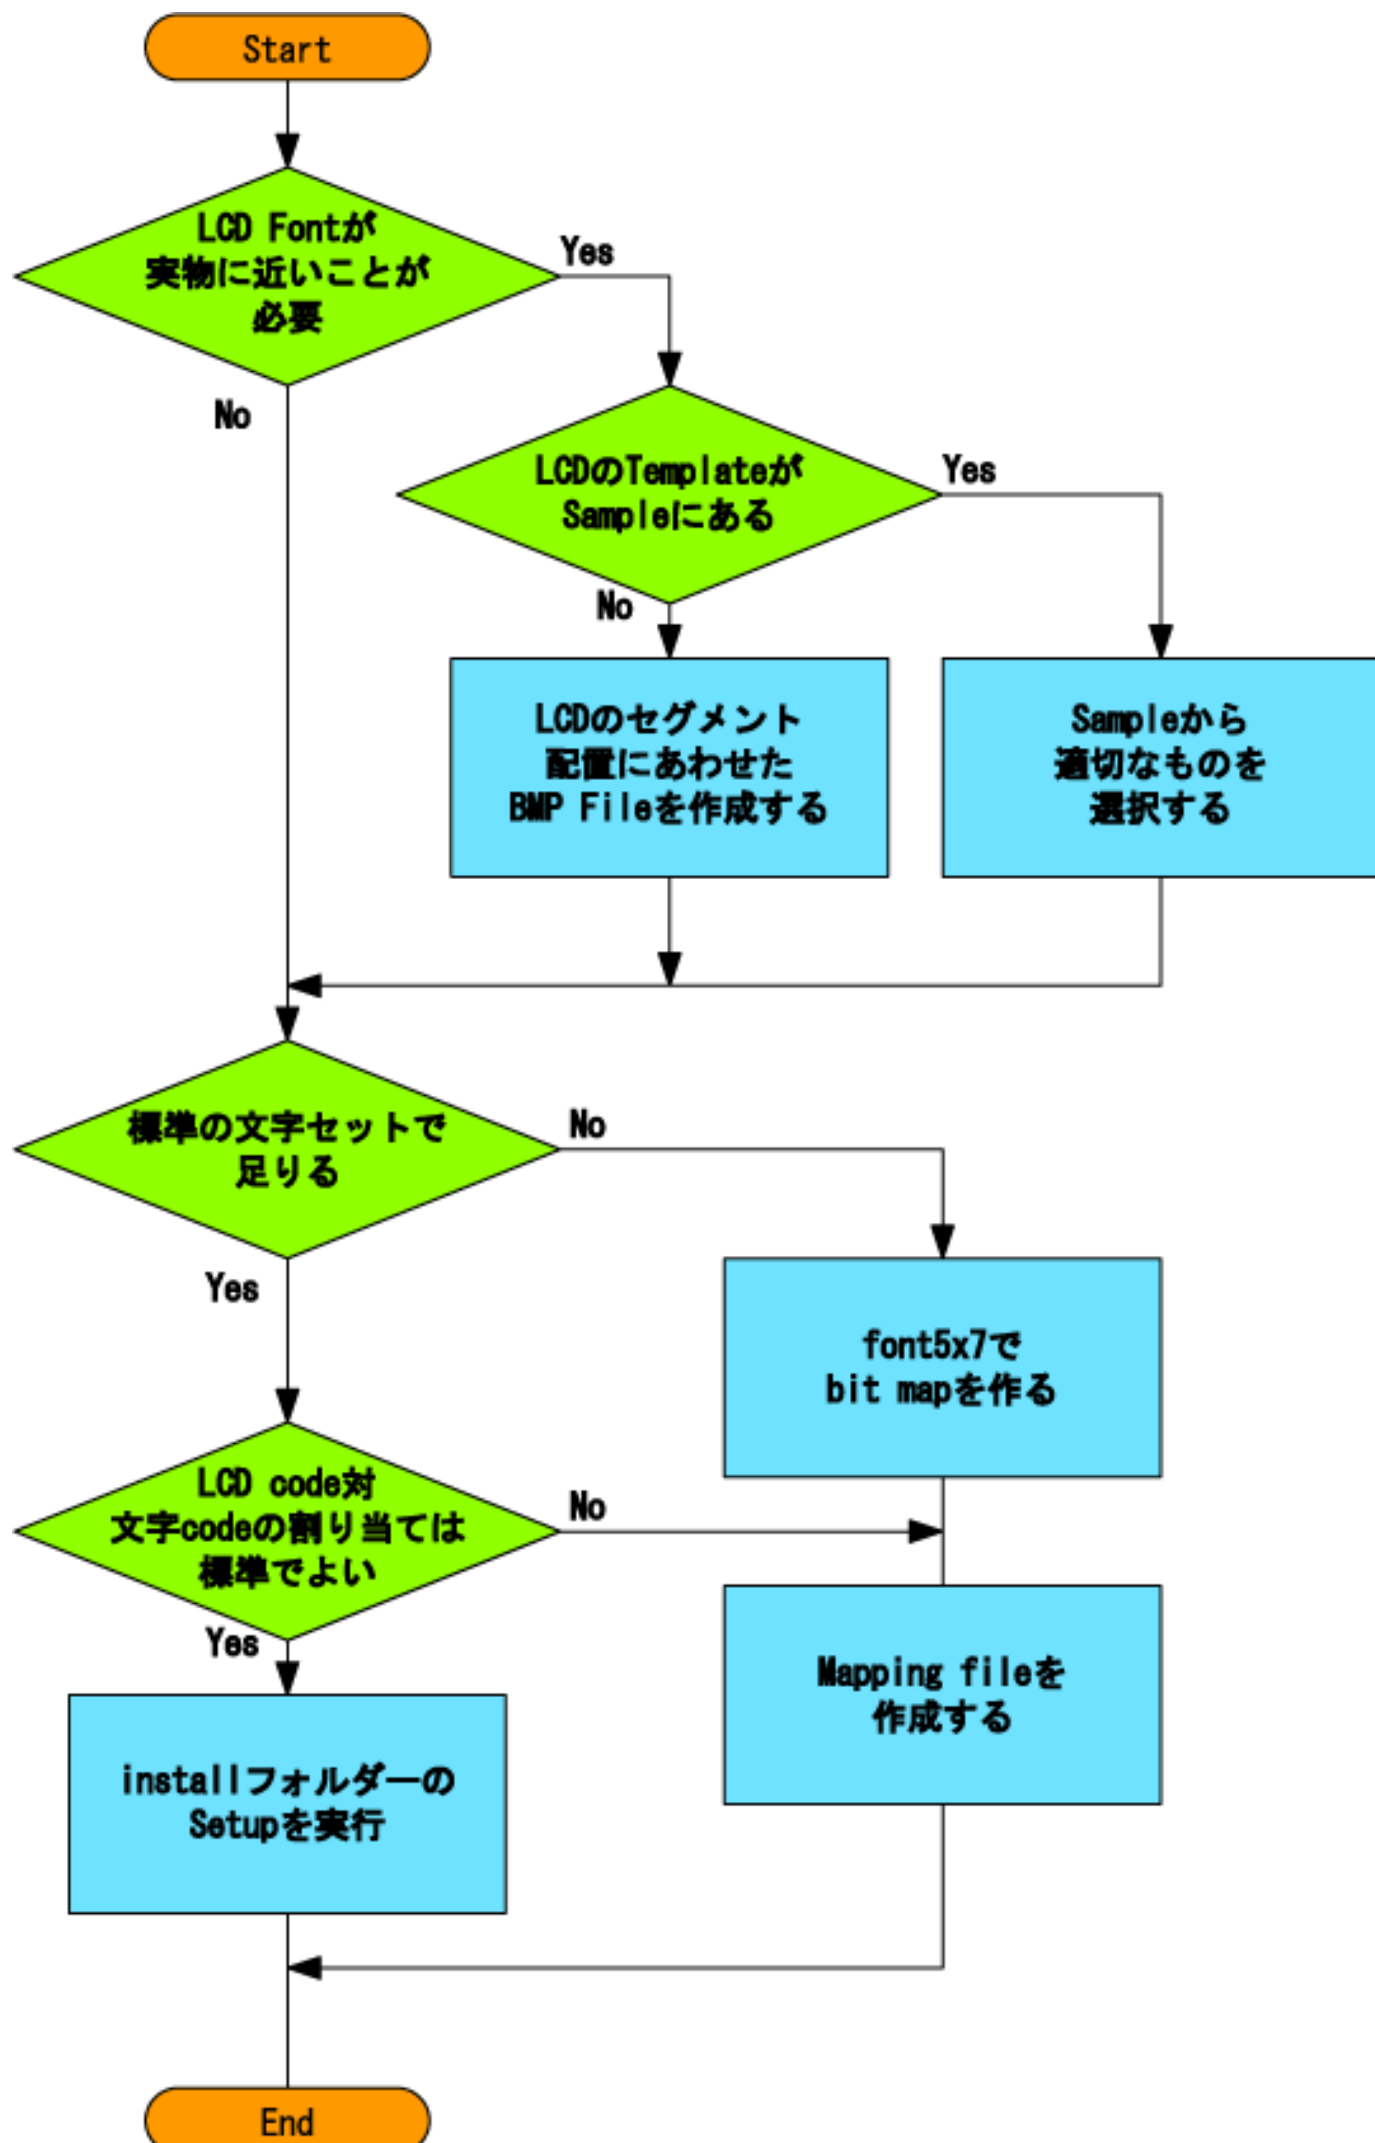 Start
LCD Fontが
実物に近いことが
必要
Yes
No
LCDのTemplateが
Sampleにある
Yes
No
LCDのセグメント
配置にあわせた
BMP Fileを作成する
Sampleから
適切なものを
選択する
標準の文字セットで
足りる
No
Yes
font5x7で
bit mapを作る
LCD code対
文字codeの割り当ては
標準でよい
No
Yes
Mapping fileを
作成する
installフォルダーの
Setupを実行
End